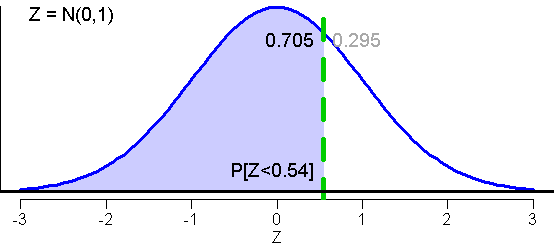 Z = N(0,1)
0.705 0.295
P[Z<0.54]
-3 -2 -1 0 1 2 3
Z